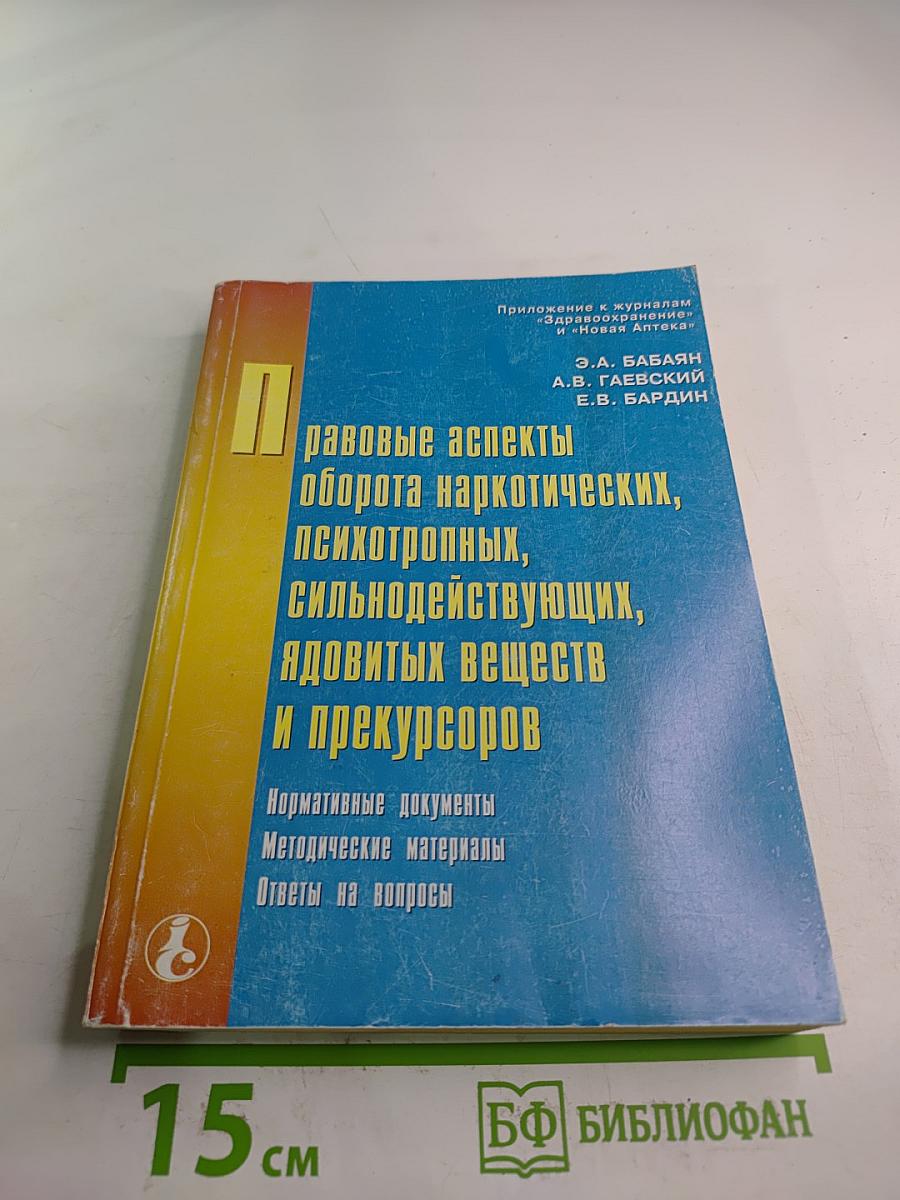 Приложение к журналам
«Здравоохранение»
и «Новая Аптека»
Э.А. БАБАЯН
А.В. ГАЕВСКИЙ
Е.В. БАРДИН
Правовые аспекты
оборота наркотических,
психотропных,
сильнодействующих,
ядовитых веществ
и прекурсоров
Нормативные документы
Методические материалы
Ответы на вопросы
ic
15 см
БФ БИБЛИОФАН